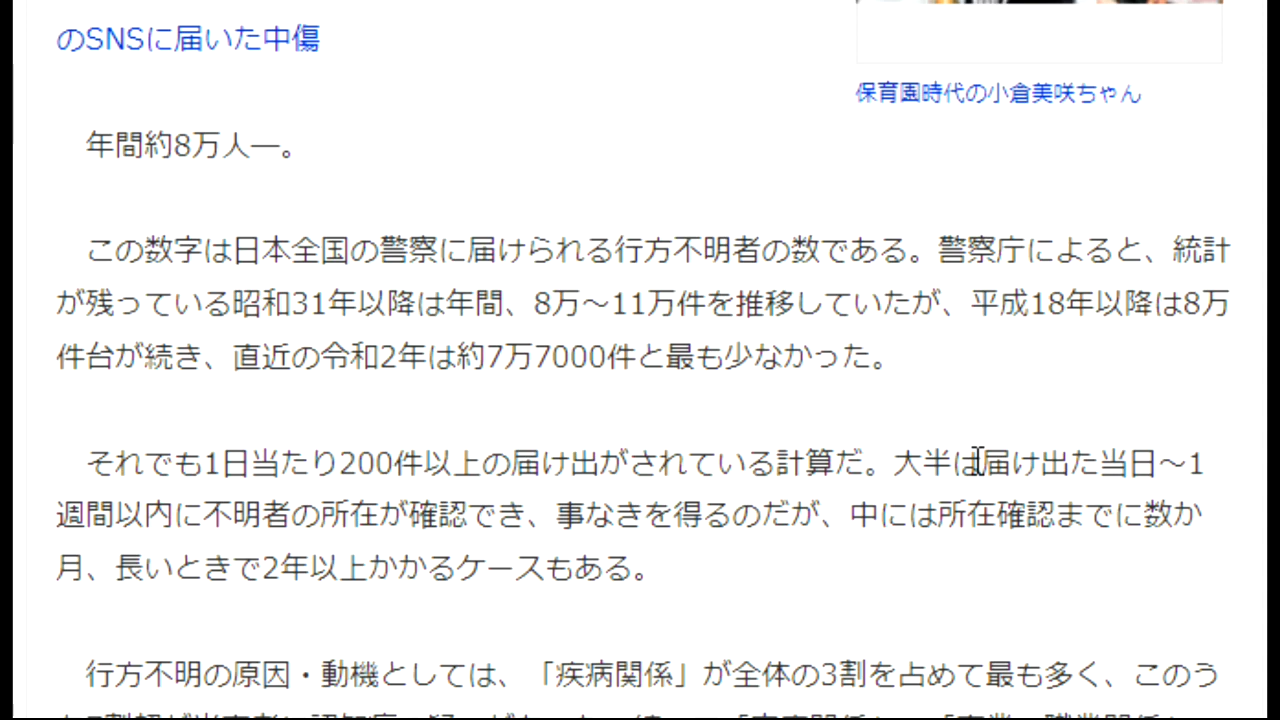 のSNSに届いた中傷
保育園時代の小倉美咲ちゃん
年間約8万人―。
この数字は日本全国の警察に届けられる行方不明者の数である。警察庁によると、統計
が残っている昭和31年以降は年間、8万～11万件を推移していたが、平成18年以降は8万
件台が続き、直近の令和2年は約7万7000件と最も少なかった。
それでも1日当たり200件以上の届け出がされている計算だ。大半は届け出た当日～1
週間以内に不明者の所在が確認でき、事なきを得るのだが、中には所在確認までに数か
月、長いときで2年以上かかるケースもある。
行方不明の原因・動機としては、「疾病関係」が全体の3割を占めて最も多く、このう